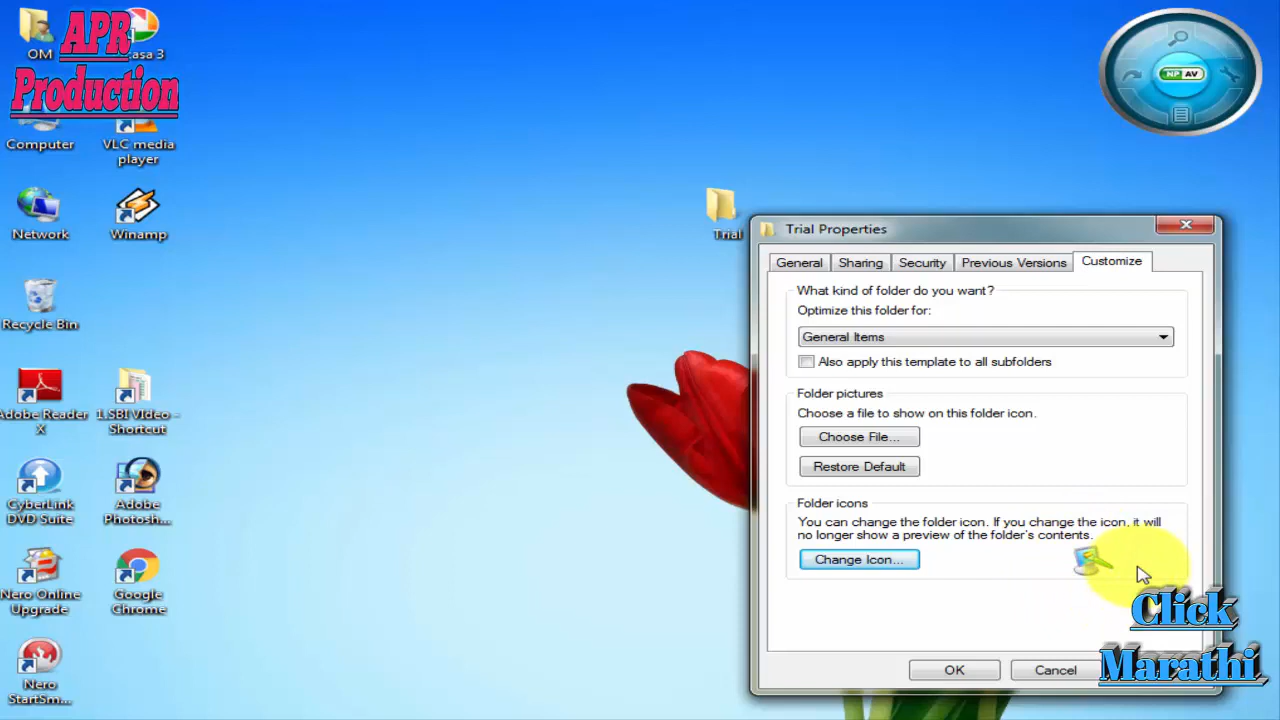 APR
Production
OM
asa 3
Computer
VLC media
player
Network
Winamp
Recycle Bin
Adobe Reader
X
1.SBI Video -
Shortcut
CyberLink
DVD Suite
Adobe
Photosh...
Nero Online
Upgrade
Google
Chrome
Nero
StartSm...
Trial
NP AV
Trial Properties
General
Sharing
Security
Previous Versions
Customize
What kind of folder do you want?
Optimize this folder for:
General Items
Also apply this template to all subfolders
Folder pictures
Choose a file to show on this folder icon.
Choose File...
Restore Default
Folder icons
You can change the folder icon. If you change the icon, it will
no longer show a preview of the folder's contents.
Change Icon...
OK
Cancel
Click
Marathi